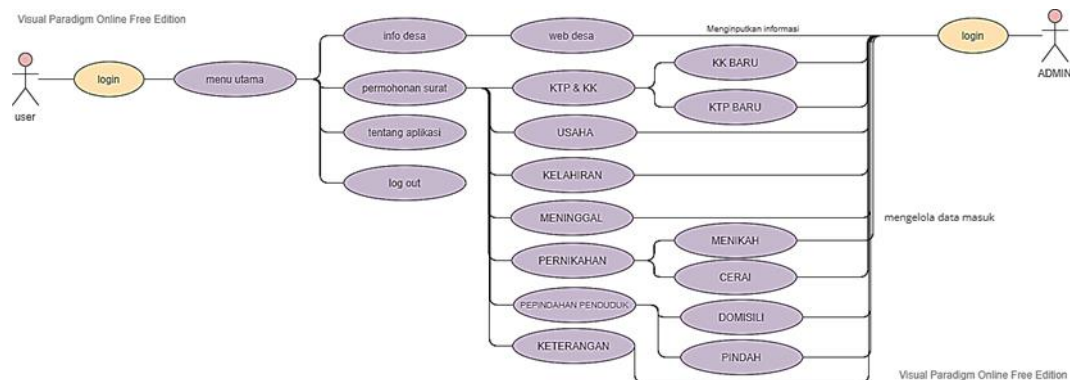 Visual Paradigm Online Free Edition
info desa
web desa
Menginputkan informasi
login
ADMIN
user
login
menu utama
permohonan surat
KTP & KK
KK BARU
KTP BARU
tentang aplikasi
USAHA
log out
KELAHIRAN
MENINGGAL
mengelola data masuk
PERNIKAHAN
MENIKAH
CERAI
PEPINDAHAN PENDUDUK
DOMISILI
KETERANGAN
PINDAH
Visual Paradigm Online Free Edition